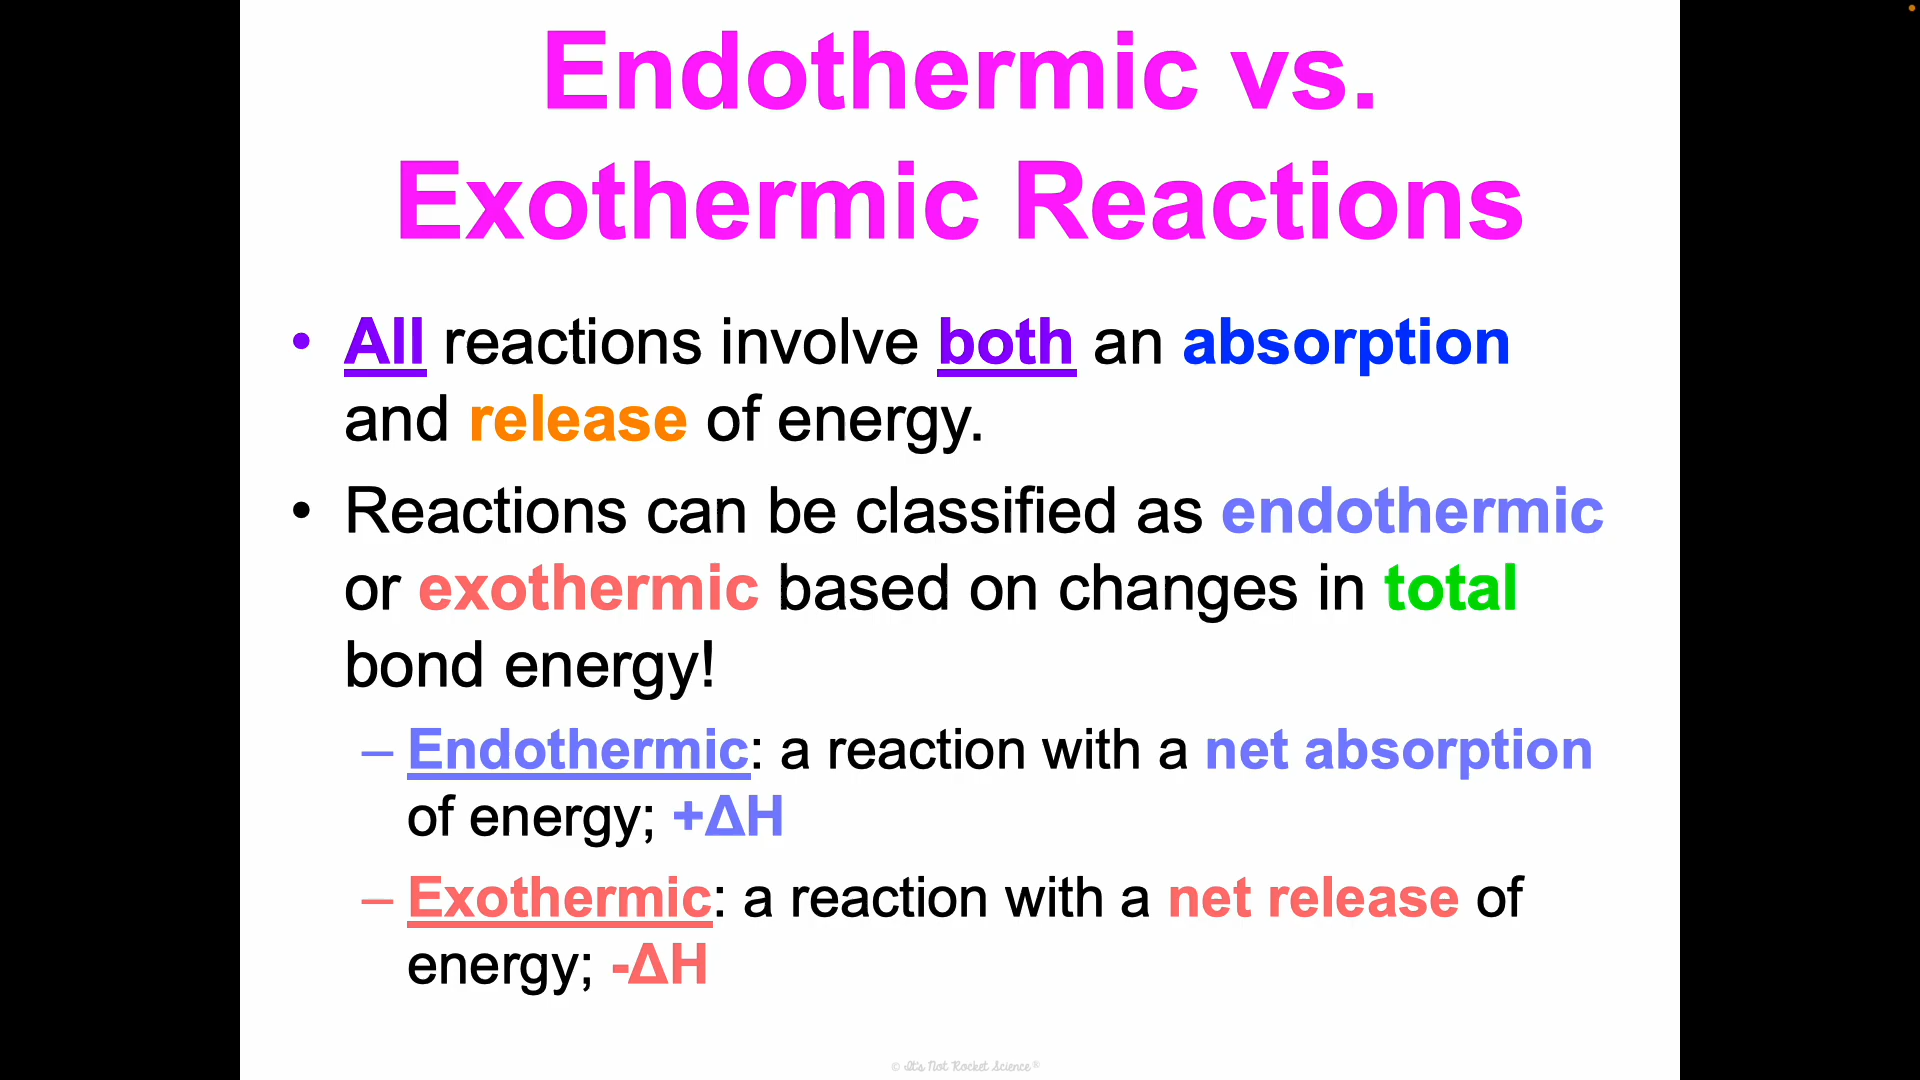 Endothermic vs.
Exothermic Reactions
• All reactions involve both an absorption
and release of energy.
• Reactions can be classified as endothermic
or exothermic based on changes in total
bond energy!
– Endothermic: a reaction with a net absorption
of energy; +ΔH
– Exothermic: a reaction with a net release of
energy; -ΔH
© It's Not Rocket Science®